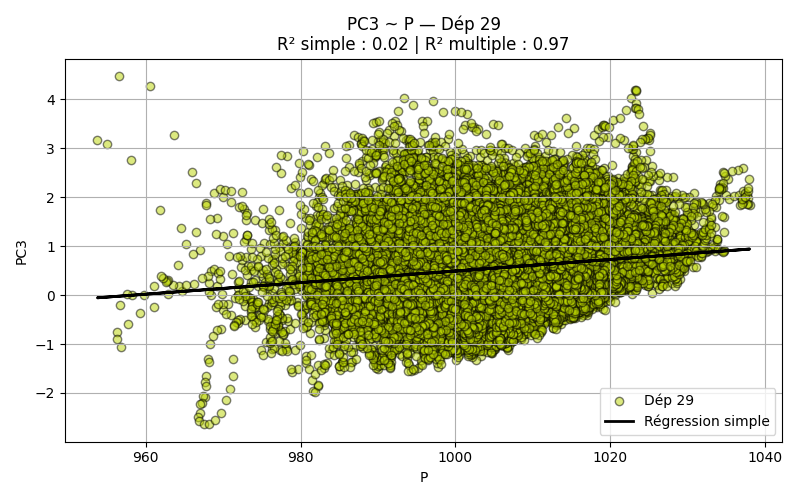 PC3 ~ P — Dép 29
R² simple : 0.02 | R² multiple : 0.97
4
3
2
1
0
−1
−2
PC3
960
980
1000
1020
1040
P
Dép 29
Régression simple